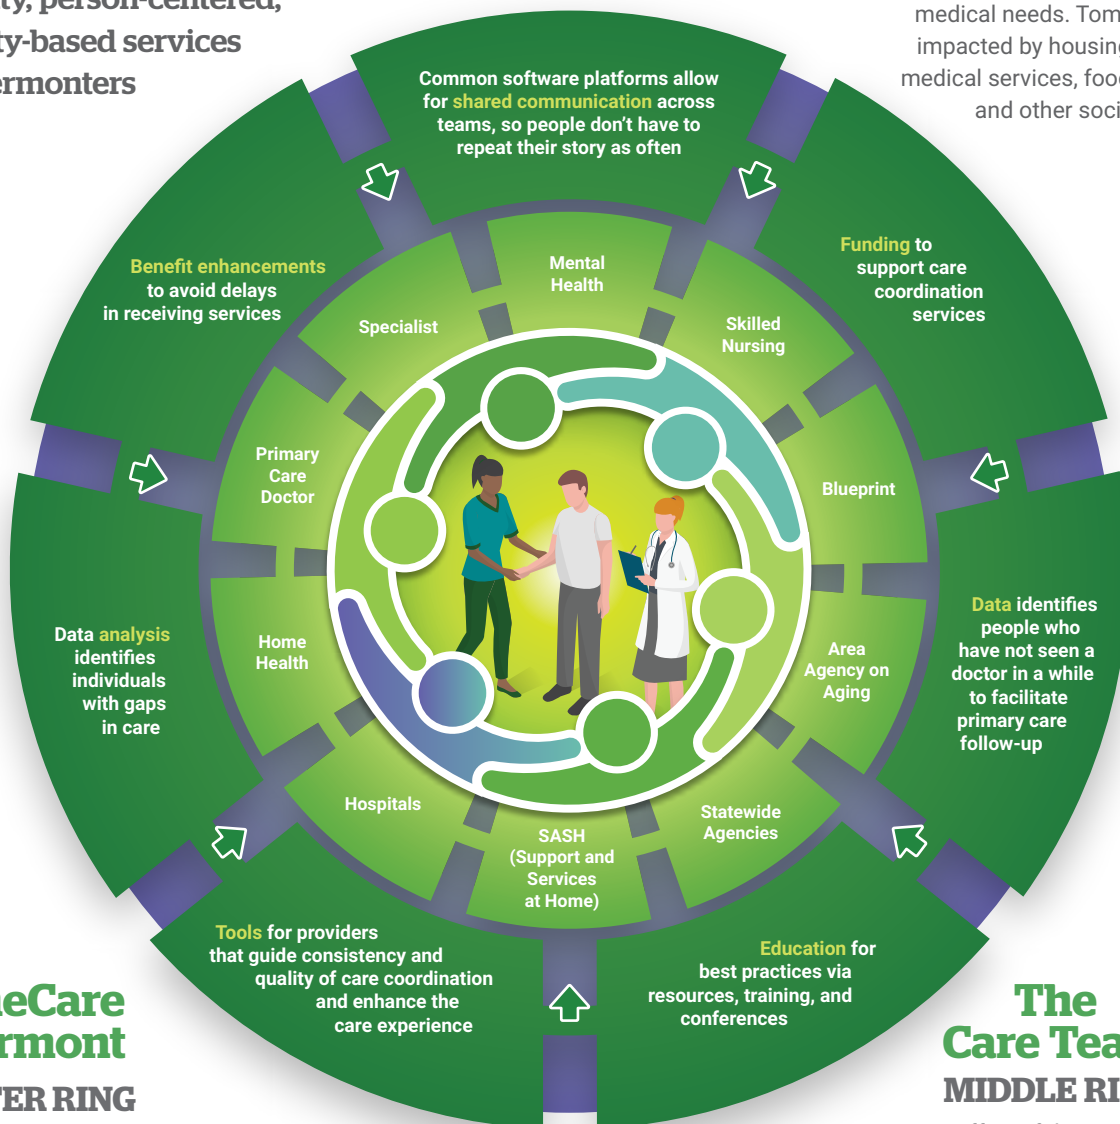 person-centered,
ty-based services
ermonters
medical needs. Tom
impacted by housing
medical services, foo
and other soci
Common software platforms allow
for shared communication across
teams, so people don't have to
repeat their story as often
Benefit enhancements
to avoid delays
in receiving services
Funding to
support care
coordination
services
Mental
Health
Specialist
Skilled
Nursing
Primary
Care
Doctor
Blueprint
Data analysis
identifies
individuals
with gaps
in care
Home
Health
Area
Agency on
Aging
Data identifies
people who
have not seen a
doctor in a while
to facilitate
primary care
follow-up
Hospitals
SASH
(Support and
Services
at Home)
Statewide
Agencies
Tools for providers
that guide consistency and
quality of care coordination
and enhance the
care experience
Education for
best practices via
resources, training, and
conferences
eCare
rmont
TER RING
The
Care Tea
MIDDLE RI